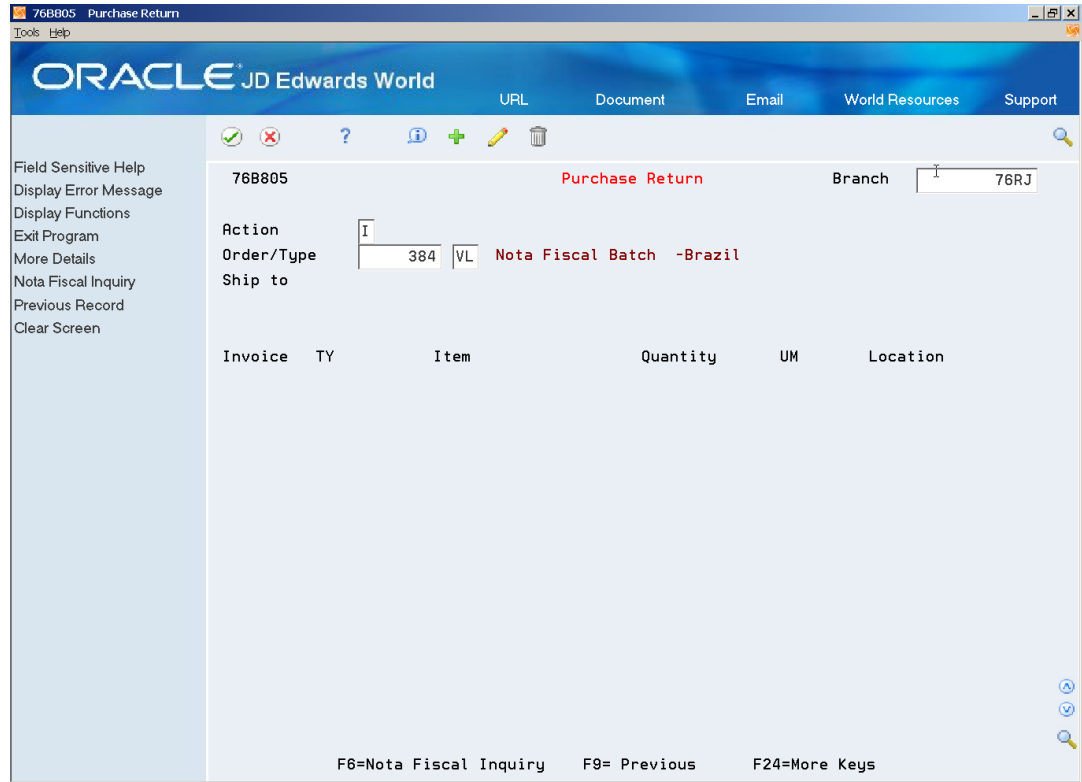 76B805 Purchase Return
Tools Help
ORACLE JD Edwards World
URL Document Email World Resources Support
Field Sensitive Help
Display Error Message
Display Functions
Exit Program
More Details
Nota Fiscal Inquiry
Previous Record
Clear Screen
76B805 Purchase Return Branch 76RJ
Action I
Order/Type 384 VL Nota Fiscal Batch -Brazil
Ship to
Invoice TY Item Quantity UM Location
F6=Nota Fiscal Inquiry F9= Previous F24=More Keys